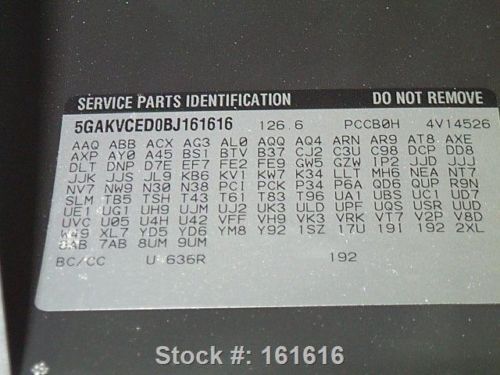 SERVICE PARTS IDENTIFICATION DO NOT REMOVE
5GAKVCED0BJ161616 126.6 PCCB0H 4V14526
AAQ ABB ACX AG3 AL0 AQQ AQ4 ARN AR9 AT8 AXE
AXP AY0 A45 BS1 BTV B37 CJ2 C3U C98 DCP DD8
DLT DNP D7E EF7 FE2 FE9 GW5 GZW IP2 JJD JJJ
JJK JJS JL9 KB6 KV1 KW7 K34 LLT MH6 NEA NT7
NV7 NW9 N30 N38 PCI PCK P34 P6A QD6 QUP R9N
SLM TB5 TSH T43 T61 T83 T96 UA1 UBS UC1 UD7
UE1 UG1 UH9 UJM UJ2 UK3 ULD UPF UQS SR UUD
UVC U05 U4H U42 VFF VH9 VK3 VRK VT7 V2P V8D
W49 XL7 YD5 YD6 YM8 Y92 1SZ 17U 19I 192 2XL
8AB 7AB 8UM 9UM
BC/CC U 636R 192
Stock #: 161616